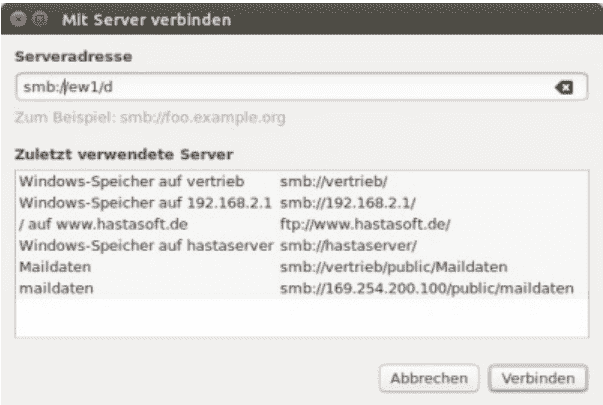 Mit Server verbinden
Serveradresse
smb://ew1/d
Zum Beispiel: smb://foo.example.org
Zuletzt verwendete Server
Windows-Speicher auf vertrieb smb://vertrieb/
Windows-Speicher auf 192.168.2.1 smb://192.168.2.1/
/ auf www.hastasoft.de ftp://www.hastasoft.de/
Windows-Speicher auf hastaserver smb://hastaserver/
Maildaten smb://vertrieb/public/Maildaten
maildaten smb://169.254.200.100/public/maildaten
Abbrechen Verbinden